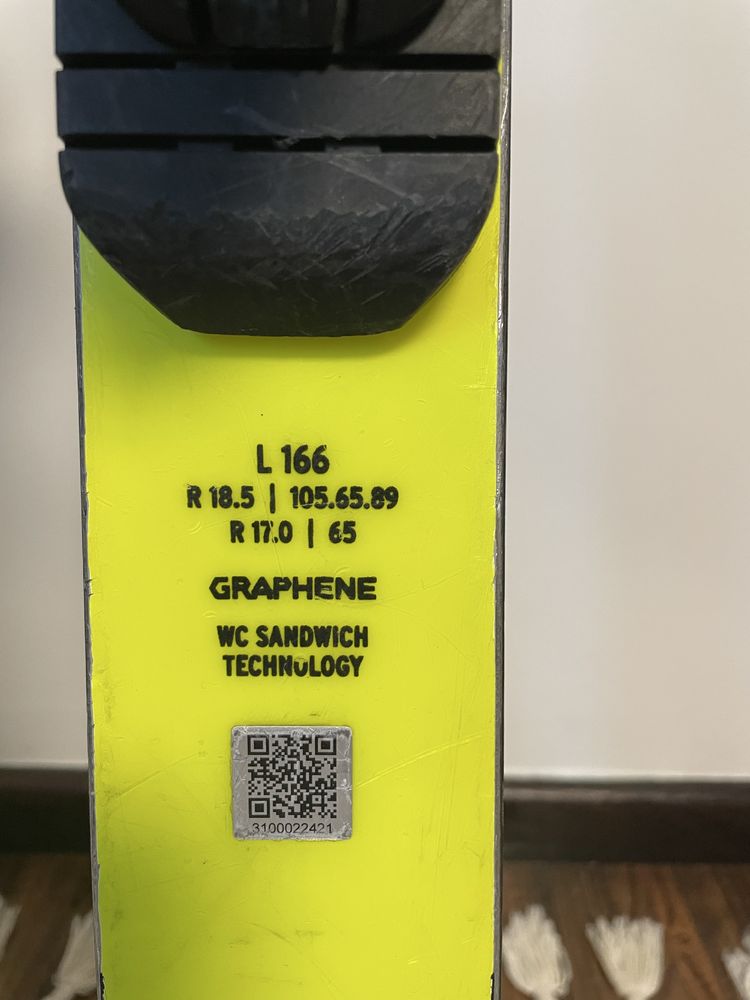 L 166
R 18.5 | 105.65.89
R 17.0 | 65
GRAPHENE
WC SANDWICH
TECHNOLOGY
3100022421